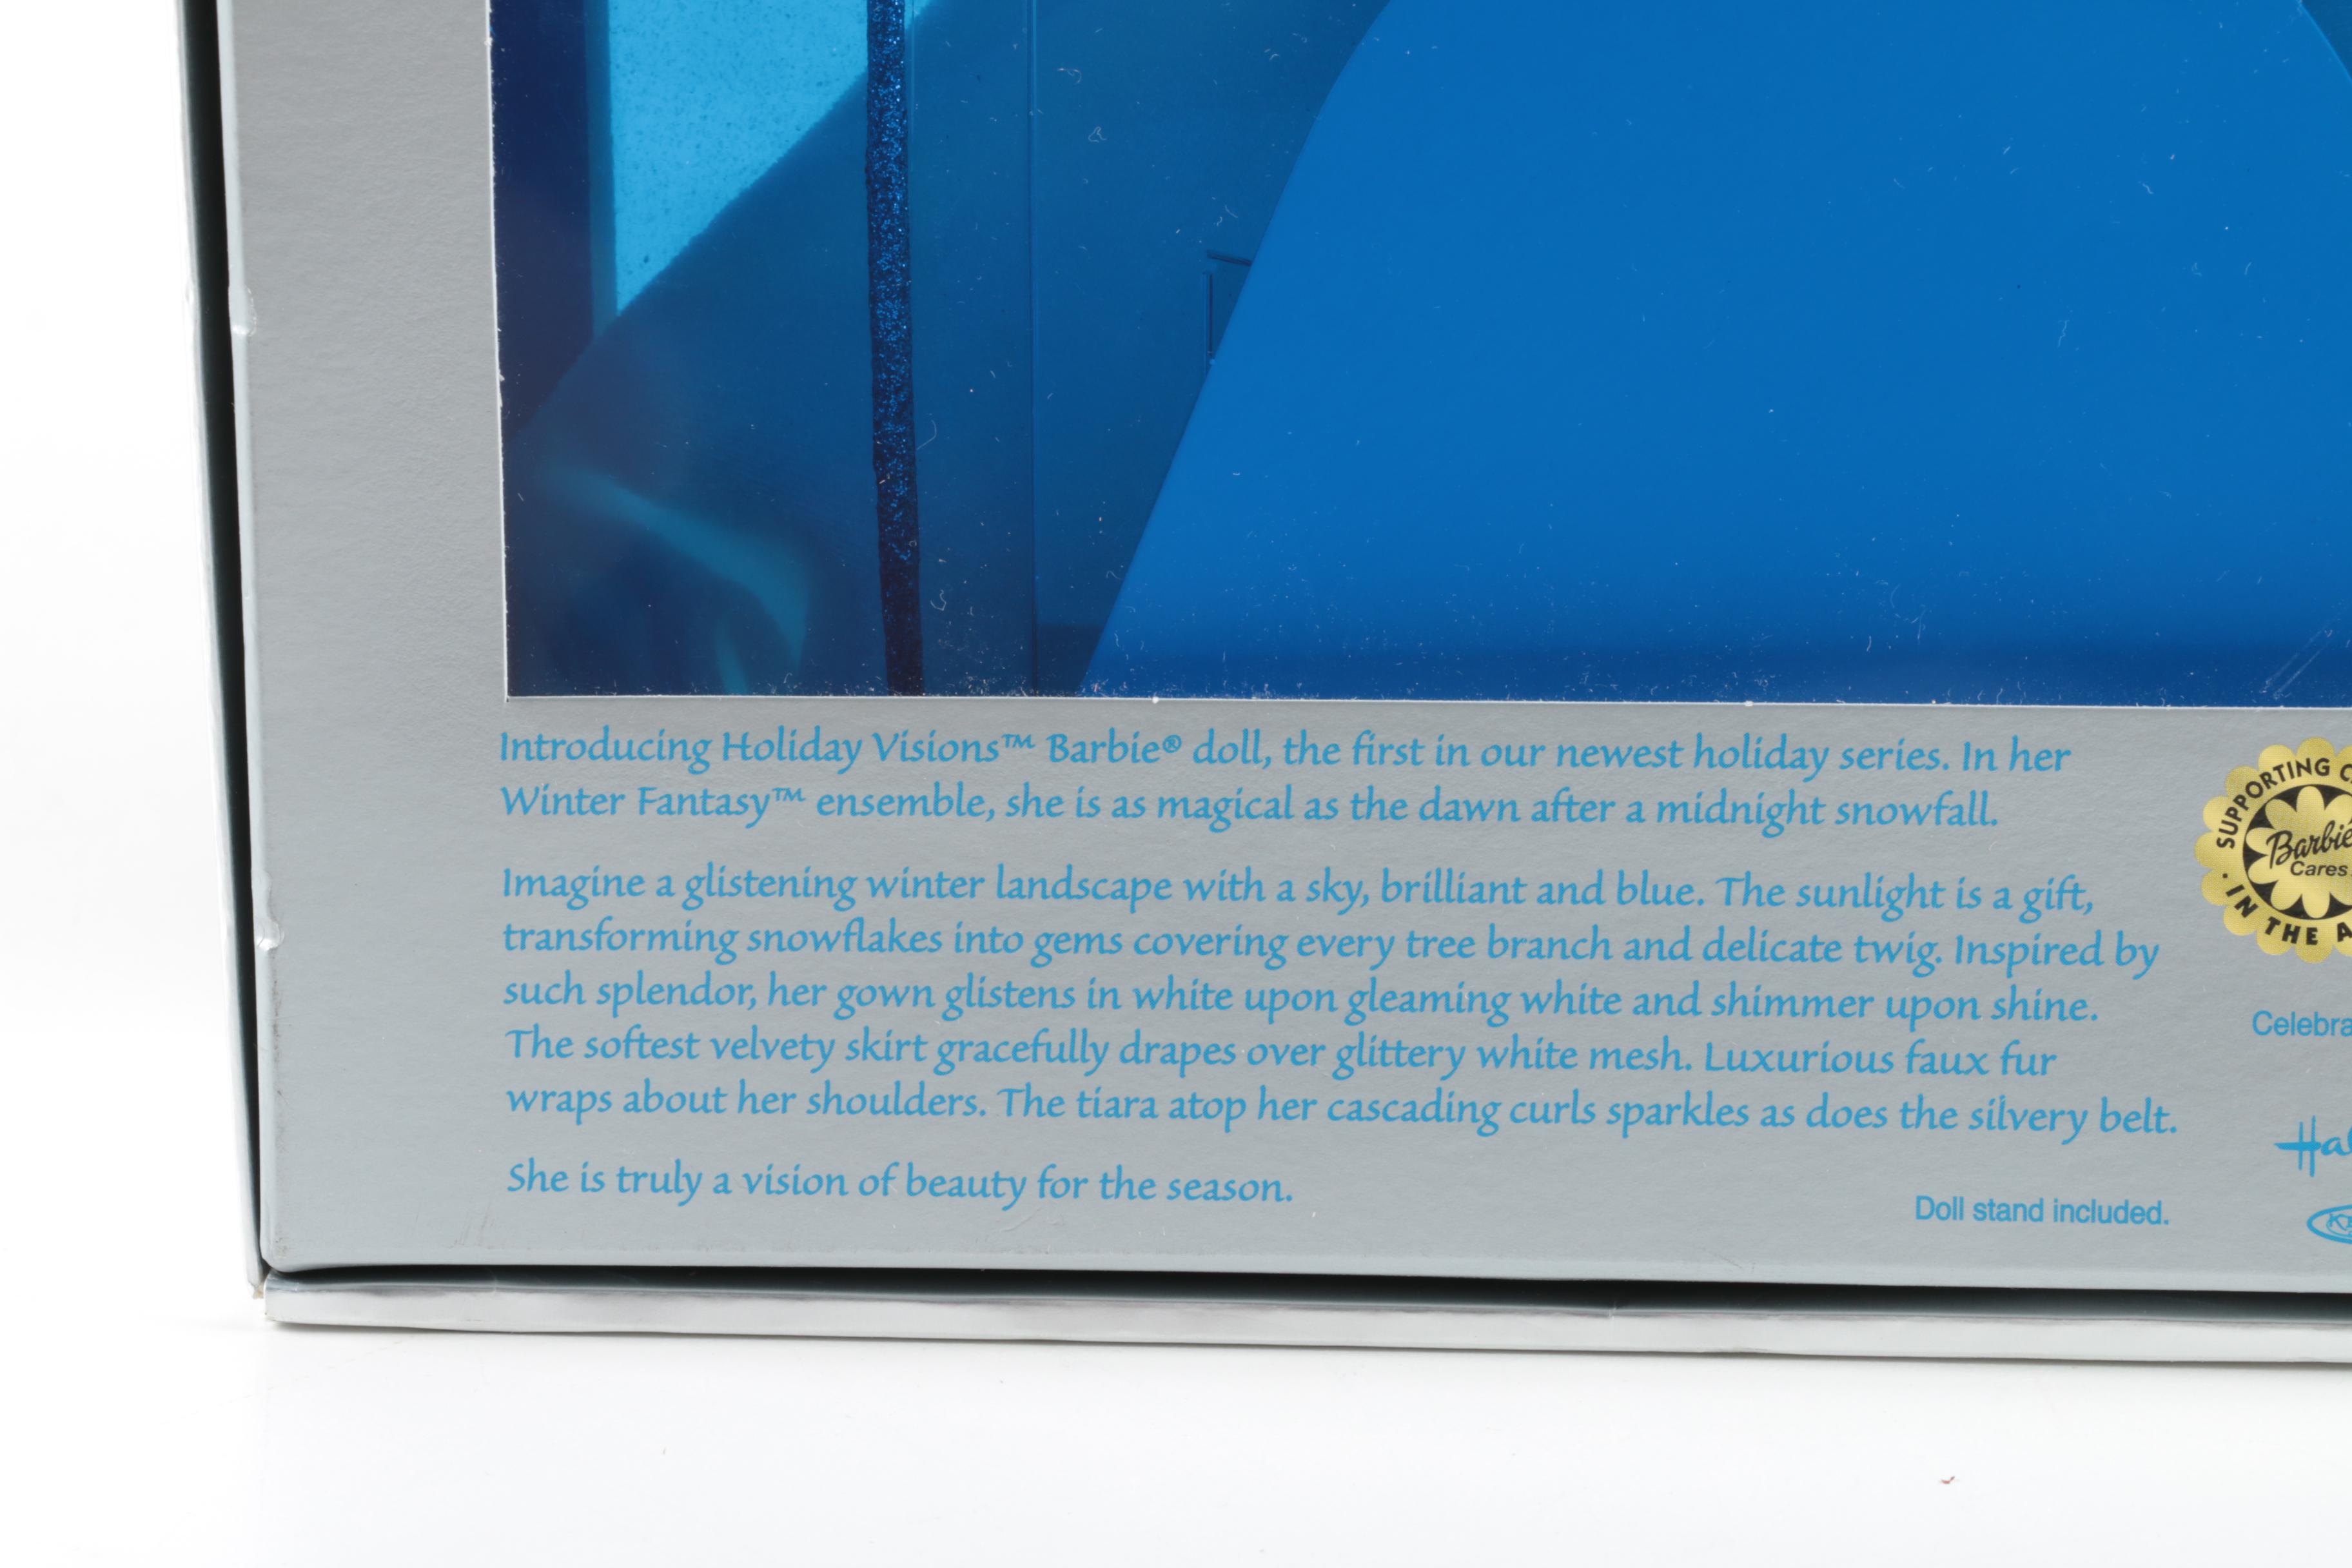 Introducing Holiday Visions™ Barbie® doll, the first in our newest holiday series. In her
Winter Fantasy™ ensemble, she is as magical as the dawn after a midnight snowfall.
Imagine a glistening winter landscape with a sky, brilliant and blue. The sunlight is a gift,
transforming snowflakes into gems covering every tree branch and delicate twig. Inspired by
such splendor, her gown glistens in white upon gleaming white and shimmer upon shine.
The softest velvety skirt gracefully drapes over glittery white mesh. Luxurious faux fur
wraps about her shoulders. The tiara atop her cascading curls sparkles as does the silvery belt.
She is truly a vision of beauty for the season.
Doll stand included.
SUPPORTING
Barbie
Cares
· IN THE